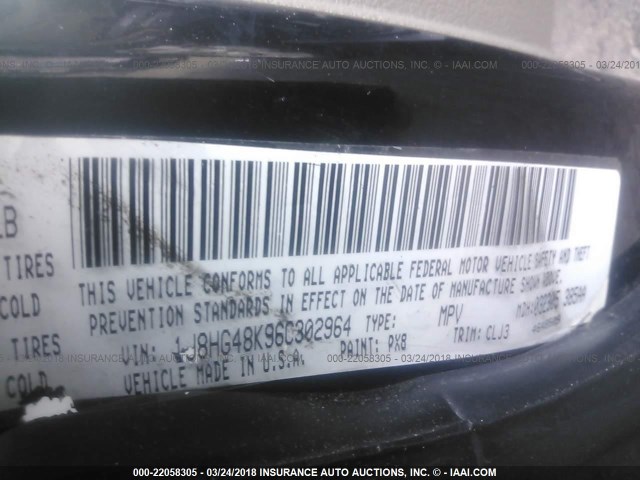 000-22058305 - 03/24/2018 INSURANCE AUTO AUCTIONS, INC. - © IAAI.COM
LB
TIRES
COLD
TIRES
COLD
THIS VEHICLE CONFORMS TO ALL APPLICABLE FEDERAL MOTOR VEHICLE SAFETY AND THEFT
PREVENTION STANDARDS IN EFFECT ON THE DATE OF MANUFACTURE SHOWN ABOVE.
VIN: 1J8HG48K96C302964 TYPE: MPV
VEHICLE MADE IN U.S.A. PAINT: PX8 TRIM: CLJ3
000-22058305 - 03/24/2018 INSURANCE AUTO AUCTIONS, INC. - © IAAI.COM